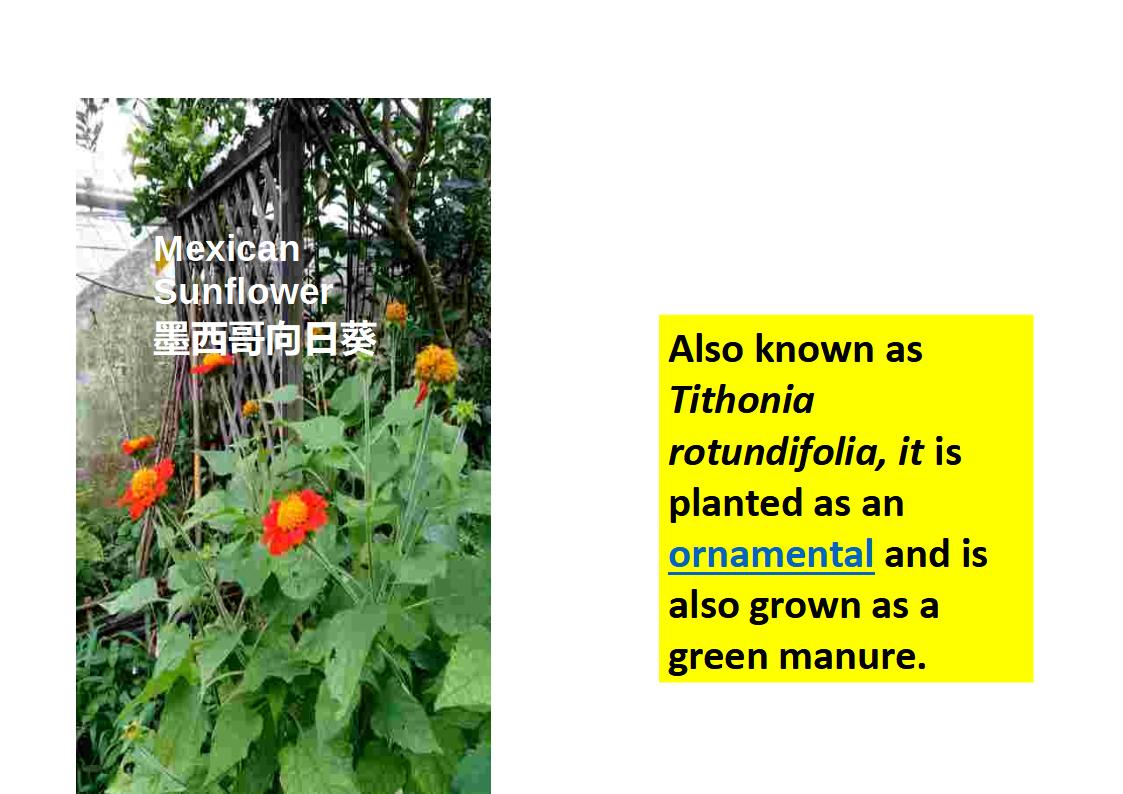 Mexican
Sunflower
墨西哥向日葵
Also known as
Tithonia
rotundifolia, it is
planted as an
ornamental and is
also grown as a
green manure.